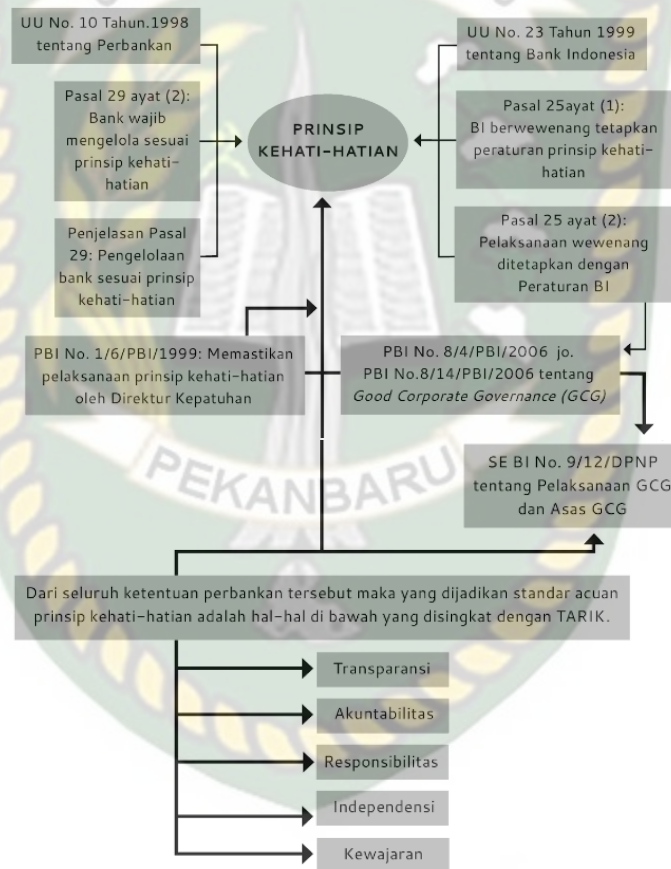 UU No. 10 Tahun.1998
tentang Perbankan
Pasal 29 ayat (2):
Bank wajib
mengelola sesuai
prinsip kehati-
hatian
Penjelasan Pasal
29: Pengelolaan
bank sesuai prinsip
kehati-hatian
PRINSIP
KEHATI-HATIAN
UU No. 23 Tahun 1999
tentang Bank Indonesia
Pasal 25ayat (1):
BI berwewenang tetapkan
peraturan prinsip kehati-
hatian
Pasal 25 ayat (2):
Pelaksanaan wewenang
ditetapkan dengan
Peraturan BI
PBI No. 1/6/PBI/1999: Memastikan
pelaksanaan prinsip kehati-hatian
oleh Direktur Kepatuhan
PBI No. 8/4/PBI/2006 jo.
PBI No.8/14/PBI/2006 tentang
Good Corporate Governance (GCG)
SE BI No. 9/12/DPNP
tentang Pelaksanaan GCG
dan Asas GCG
PEKANBARU
Dari seluruh ketentuan perbankan tersebut maka yang dijadikan standar acuan
prinsip kehati-hatian adalah hal-hal di bawah yang disingkat dengan TARIK.
Transparansi
Akuntabilitas
Responsibilitas
Independensi
Kewajaran